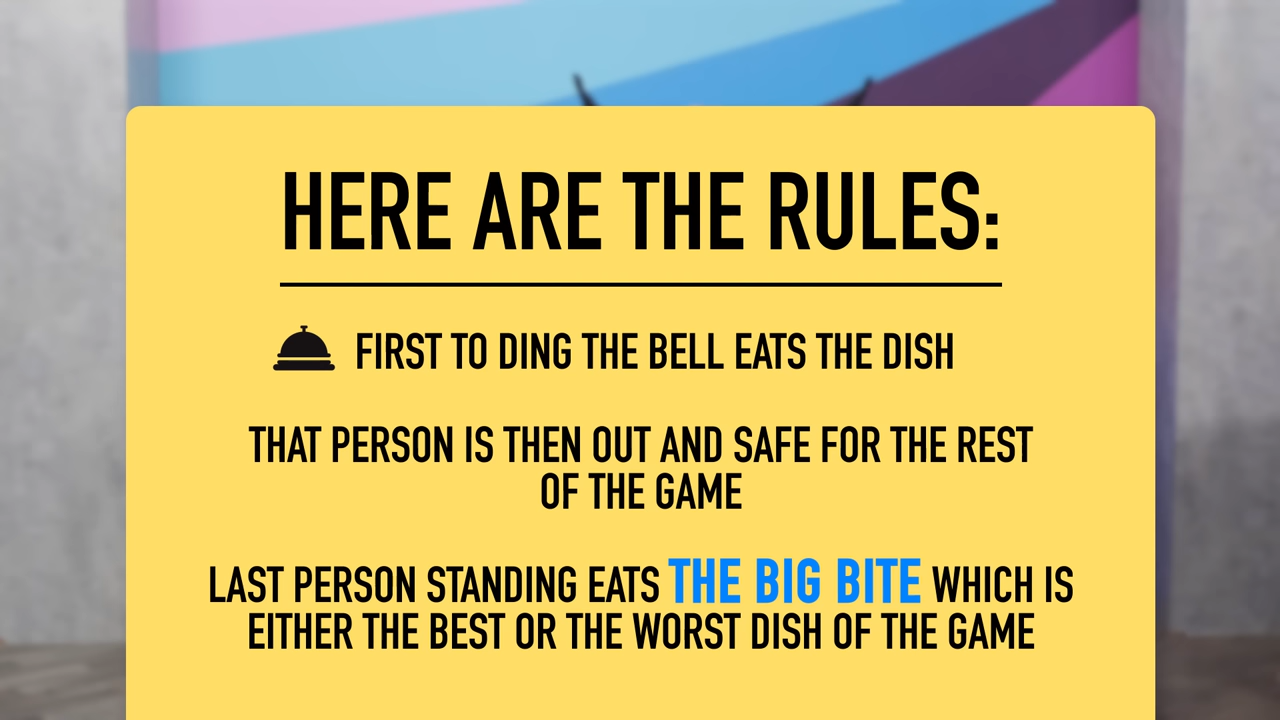 HERE ARE THE RULES:
FIRST TO DING THE BELL EATS THE DISH
THAT PERSON IS THEN OUT AND SAFE FOR THE REST
OF THE GAME
LAST PERSON STANDING EATS THE BIG BITE WHICH IS
EITHER THE BEST OR THE WORST DISH OF THE GAME